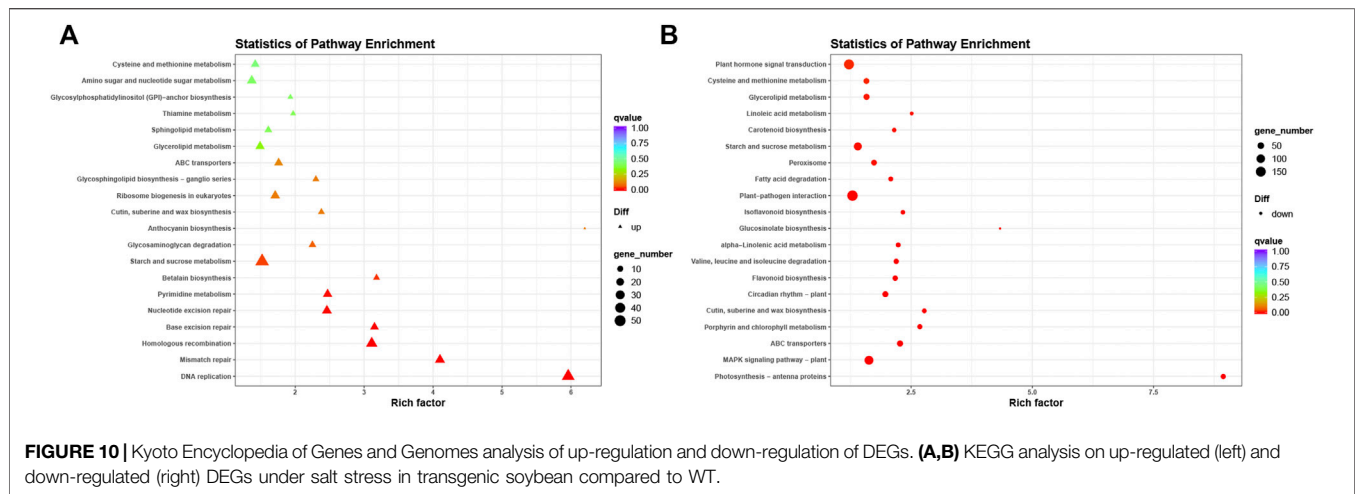 A
Statistics of Pathway Enrichment
Cysteine and methionine metabolism
Amino sugar and nucleotide sugar metabolism
Glycosylphosphatidylinositol (GPI)−anchor biosynthesis
Thiamine metabolism
Sphingolipid metabolism
Glycerolipid metabolism
ABC transporters
Glycosphingolipid biosynthesis − ganglio series
Ribosome biogenesis in eukaryotes
Cutin, suberine and wax biosynthesis
Anthocyanin biosynthesis
Glycosaminoglycan degradation
Starch and sucrose metabolism
Betalain biosynthesis
Pyrimidine metabolism
Nucleotide excision repair
Base excision repair
Homologous recombination
Mismatch repair
DNA replication
2 3 4 5 6
Rich factor
qvalue
1.00
0.75
0.50
0.25
0.00
Diff
up
gene_number
10
20
30
40
50
B
Statistics of Pathway Enrichment
Plant hormone signal transduction
Cysteine and methionine metabolism
Glycerolipid metabolism
Linoleic acid metabolism
Carotenoid biosynthesis
Starch and sucrose metabolism
Peroxisome
Fatty acid degradation
Plant−pathogen interaction
Isoflavonoid biosynthesis
Glucosinolate biosynthesis
alpha−Linolenic acid metabolism
Valine, leucine and isoleucine degradation
Flavonoid biosynthesis
Circadian rhythm − plant
Cutin, suberine and wax biosynthesis
Porphyrin and chlorophyll metabolism
ABC transporters
MAPK signaling pathway − plant
Photosynthesis − antenna proteins
2.5 5.0 7.5
Rich factor
gene_number
50
100
150
Diff
down
qvalue
1.00
0.75
0.50
0.25
0.00
FIGURE 10 | Kyoto Encyclopedia of Genes and Genomes analysis of up-regulation and down-regulation of DEGs. (A,B) KEGG analysis on up-regulated (left) and
down-regulated (right) DEGs under salt stress in transgenic soybean compared to WT.